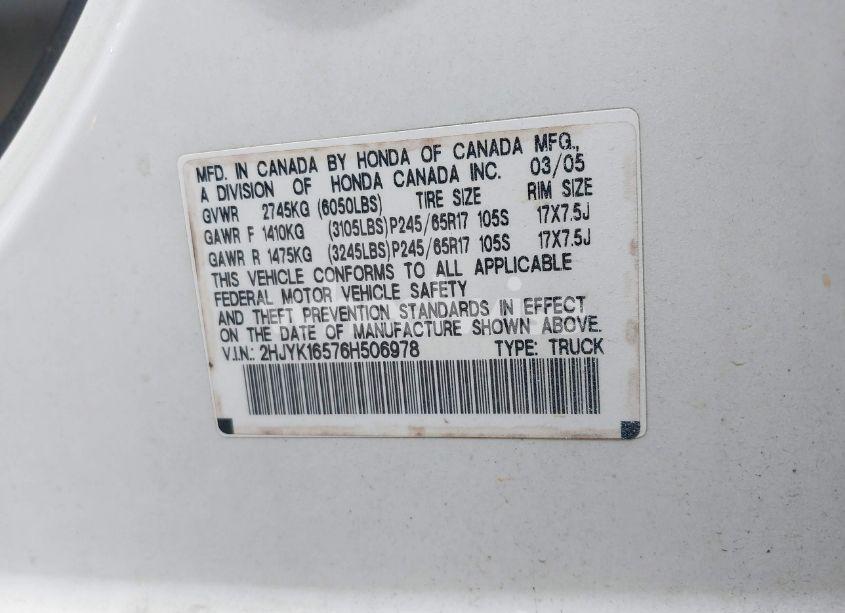 MFD. IN CANADA BY HONDA OF CANADA MFG.,
A DIVISION OF HONDA CANADA INC. 03/05
GVWR 2745KG (6050LBS) TIRE SIZE RIM SIZE
GAWR F 1410KG (3105LBS) P245/65R17 105S 17X7.5J
GAWR R 1475KG (3245LBS) P245/65R17 105S 17X7.5J
THIS VEHICLE CONFORMS TO ALL APPLICABLE
FEDERAL MOTOR VEHICLE SAFETY
AND THEFT PREVENTION STANDARDS IN EFFECT
ON THE DATE OF MANUFACTURE SHOWN ABOVE.
V.I.N.: 2HJYK16576H506978 TYPE: TRUCK